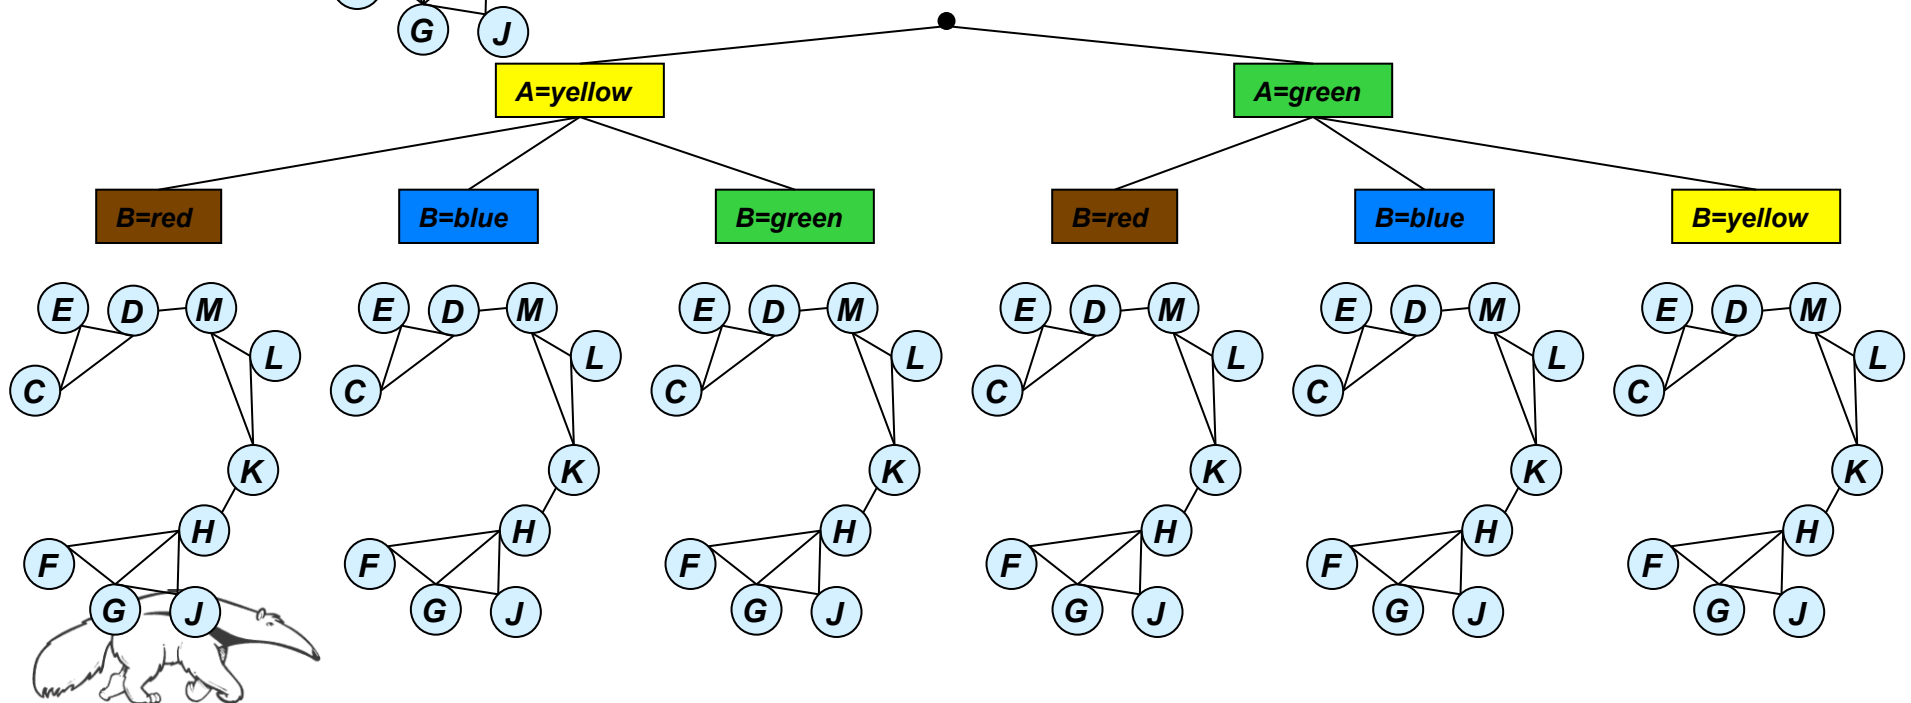 G J
A=yellow A=green
B=red B=blue B=green B=red B=blue B=yellow
E D M E D M E D M E D M E D M E D M
L L L L L L
C C C C C C
K K K K K K
H H H H H H
F F F F F F
G J G J G J G J G J G J